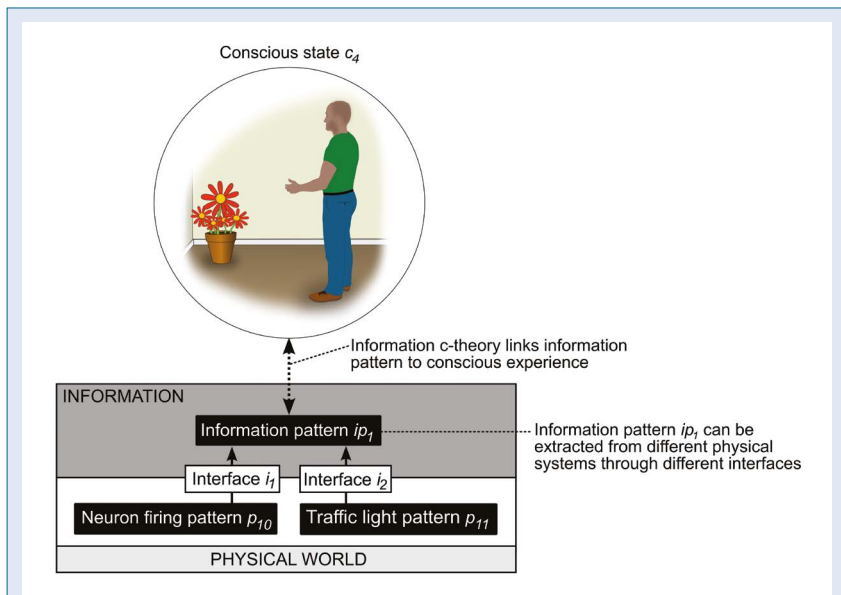 Conscious state c4
Information c-theory links information
pattern to conscious experience
INFORMATION
Information pattern ip1
Information pattern ip1 can be
extracted from different physical
systems through different interfaces
Interface i1
Interface i2
Neuron firing pattern p10
Traffic light pattern p11
PHYSICAL WORLD